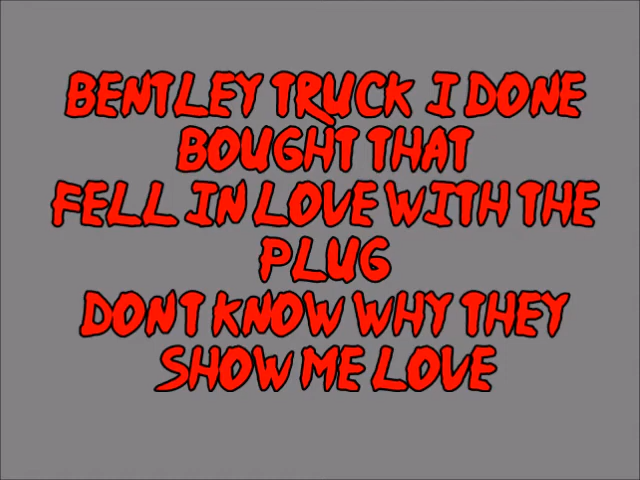 BENTLEY TRUCK I DONE
BOUGHT THAT
FELL IN LOVE WITH THE
PLUG
DONT KNOW WHY THEY
SHOW ME LOVE